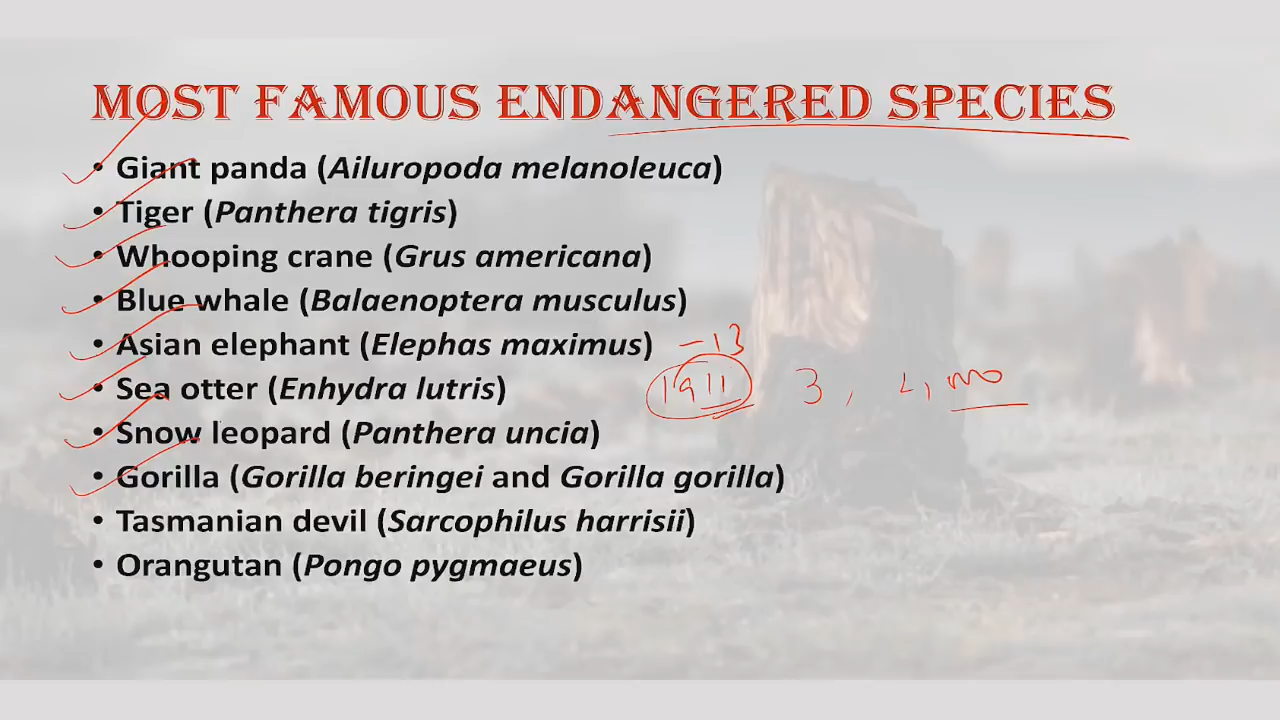 MOST FAMOUS ENDANGERED SPECIES
• Giant panda (Ailuropoda melanoleuca)
• Tiger (Panthera tigris)
• Whooping crane (Grus americana)
• Blue whale (Balaenoptera musculus)
• Asian elephant (Elephas maximus) -13
• Sea otter (Enhydra lutris) 1911 3,
• Snow leopard (Panthera uncia)
• Gorilla (Gorilla beringei and Gorilla gorilla)
• Tasmanian devil (Sarcophilus harrisii)
• Orangutan (Pongo pygmaeus)